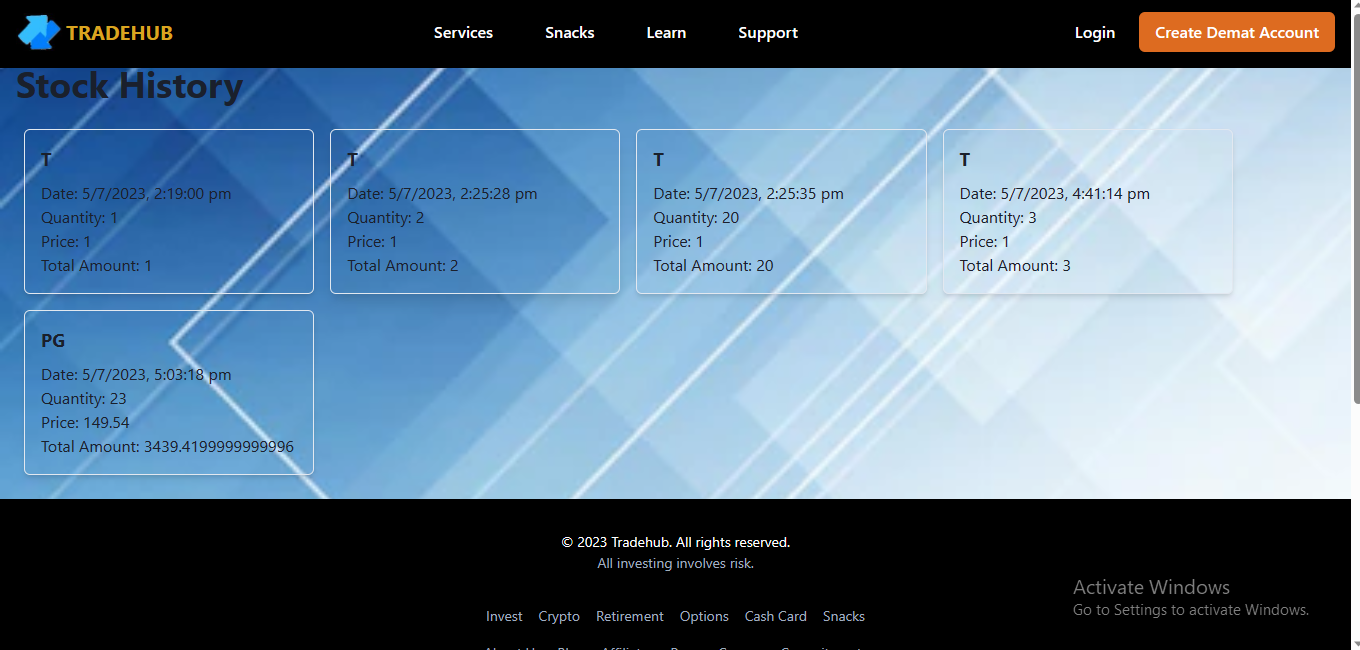 TRADEHUB
Services Snacks Learn Support
Login Create Demat Account
Stock History
T
Date: 5/7/2023, 2:19:00 pm
Quantity: 1
Price: 1
Total Amount: 1
T
Date: 5/7/2023, 2:25:28 pm
Quantity: 2
Price: 1
Total Amount: 2
T
Date: 5/7/2023, 2:25:35 pm
Quantity: 20
Price: 1
Total Amount: 20
T
Date: 5/7/2023, 4:41:14 pm
Quantity: 3
Price: 1
Total Amount: 3
PG
Date: 5/7/2023, 5:03:18 pm
Quantity: 23
Price: 149.54
Total Amount: 3439.4199999999996
© 2023 Tradehub. All rights reserved.
All investing involves risk.
Invest Crypto Retirement Options Cash Card Snacks
Activate Windows
Go to Settings to activate Windows.